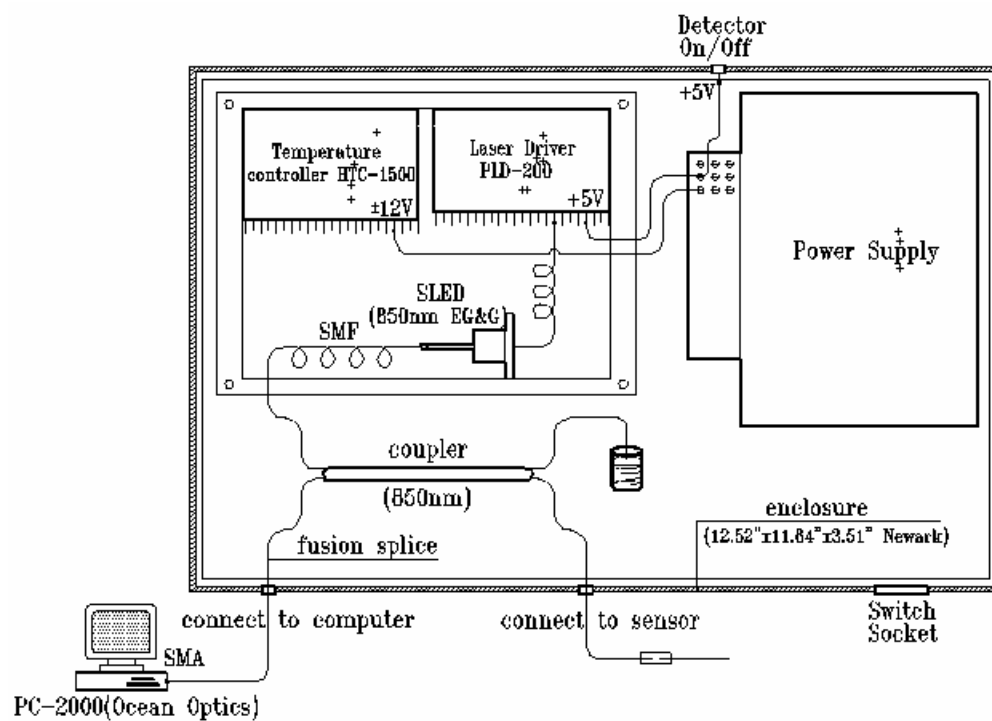 Detector
On/Off
+5V
Temperature
controller HTC-1500
±12V
Laser Driver
PLD-200
+5V
Power Supply
SLED
(850nm EG&G)
SMF
coupler
(850nm)
enclosure
(12.52"x11.84"x3.51" Newark)
fusion splice
connect to computer
connect to sensor
Switch
Socket
SMA
PC-2000(Ocean Optics)